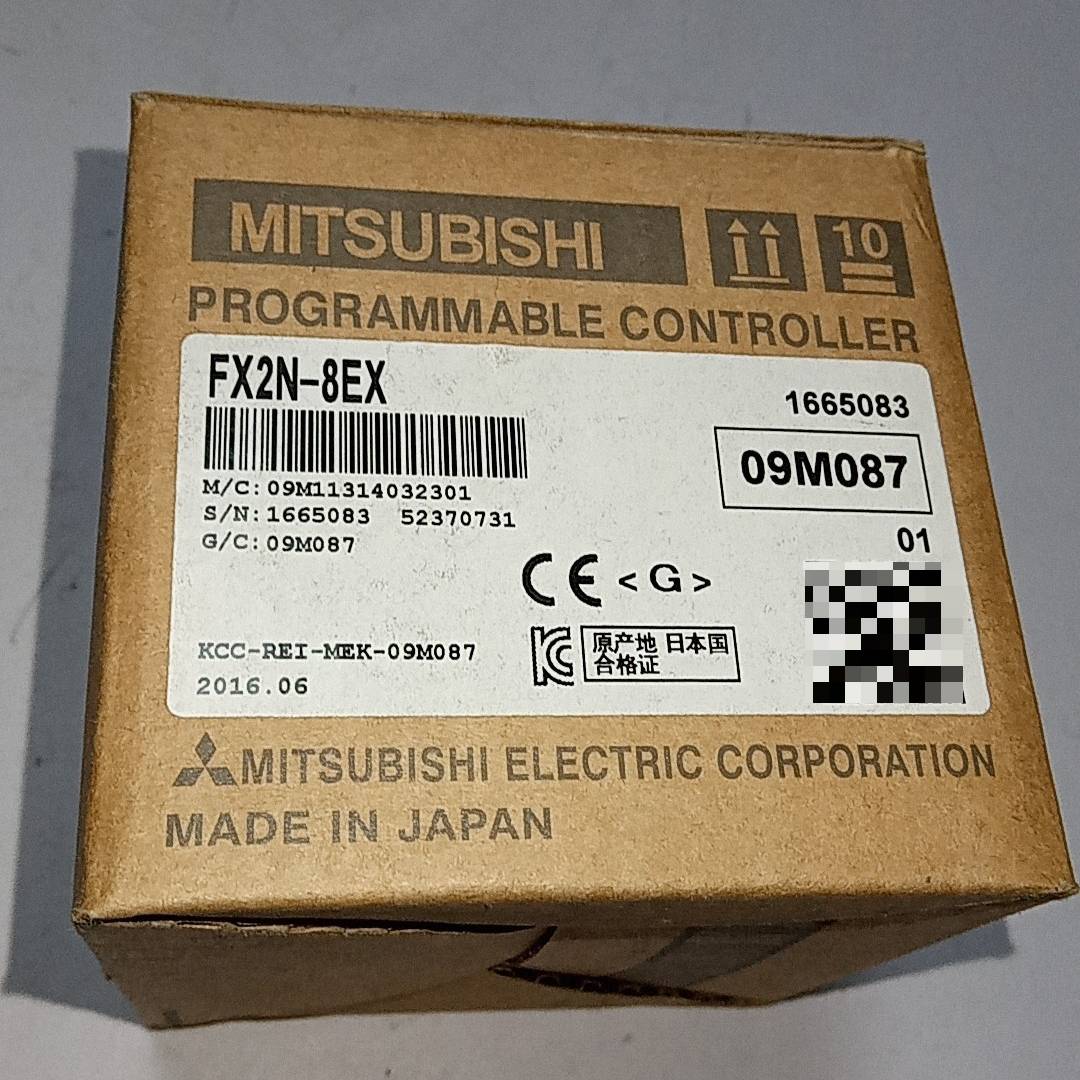 MITSUBISHI
10
PROGRAMMABLE CONTROLLER
FX2N-8EX
1665083
09M087
M/C:09M11314032301
S/N:1665083 52370731
G/C:09M087
01
CE <G>
KCC-REI-MEK-09M087
2016.06
原产地 日本国
合格证
MITSUBISHI ELECTRIC CORPORATION
MADE IN JAPAN